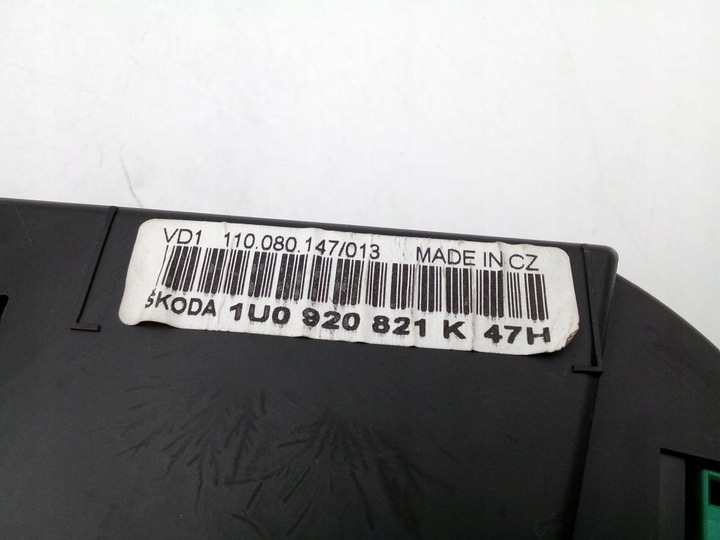 VD1 110.080.147/013 MADE IN CZ
ŠKODA 1U0 920 821 K 47H